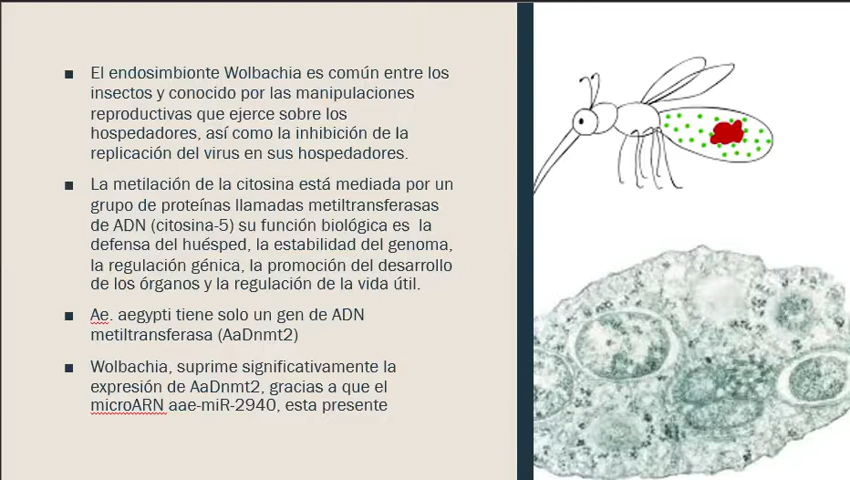 El endosimbionte Wolbachia es común entre los
insectos y conocido por las manipulaciones
reproductivas que ejerce sobre los
hospedadores, así como la inhibición de la
replicación del virus en sus hospedadores.
La metilación de la citosina está mediada por un
grupo de proteínas llamadas metiltransferasas
de ADN (citosina-5) su función biológica es  la
defensa del huésped, la estabilidad del genoma,
la regulación génica, la promoción del desarrollo
de los órganos y la regulación de la vida útil.
Ae. aegypti tiene solo un gen de ADN
metiltransferasa (AaDnmt2)
Wolbachia, suprime significativamente la
expresión de AaDnmt2, gracias a que el
microARN aae-miR-2940, esta presente